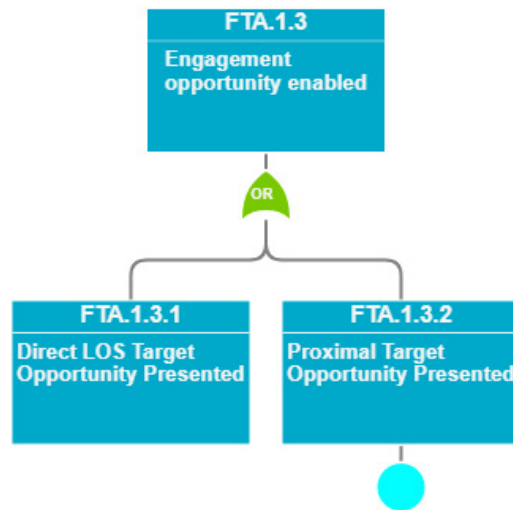 FTA.1.3
Engagement
opportunity enabled
OR
FTA.1.3.1
Direct LOS Target
Opportunity Presented
FTA.1.3.2
Proximal Target
Opportunity Presented